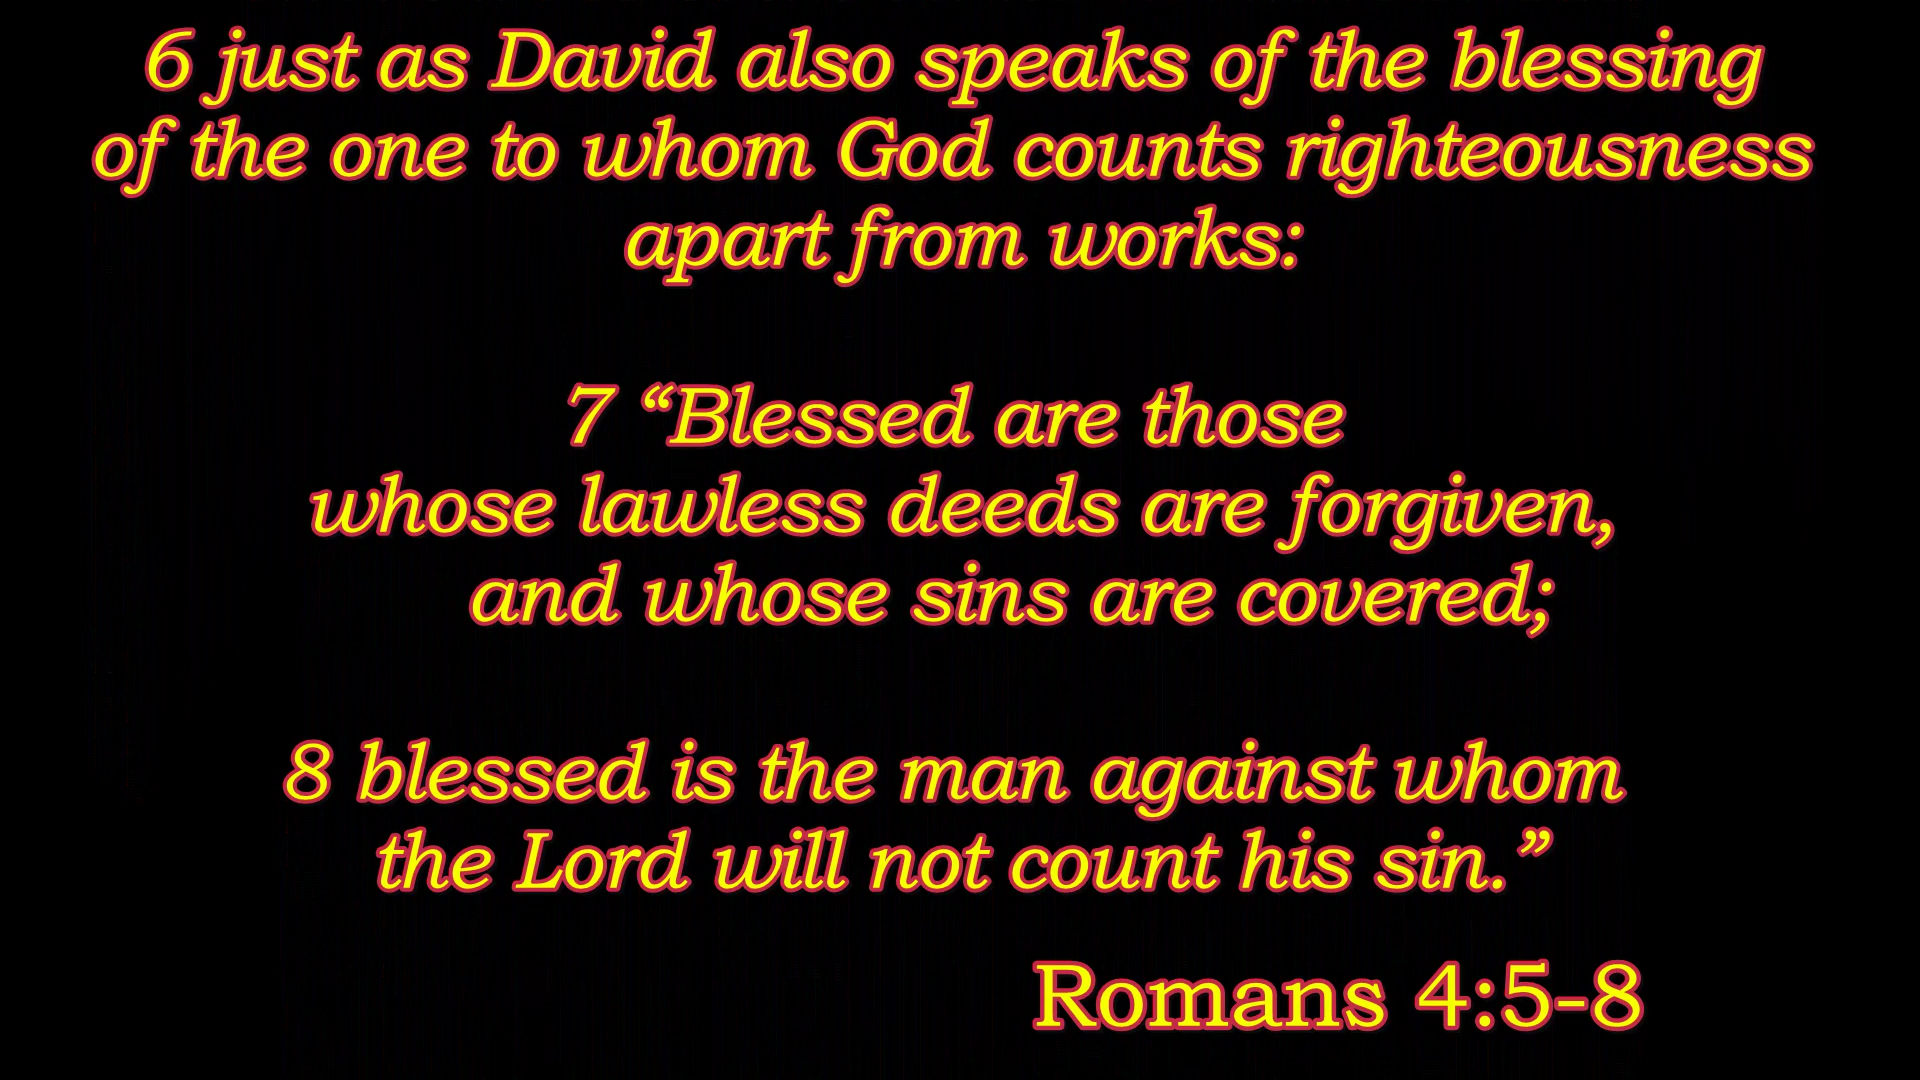 6 just as David also speaks of the blessing
of the one to whom God counts righteousness
apart from works:
7 “Blessed are those
whose lawless deeds are forgiven,
and whose sins are covered;
8 blessed is the man against whom
the Lord will not count his sin.”
Romans 4:5-8